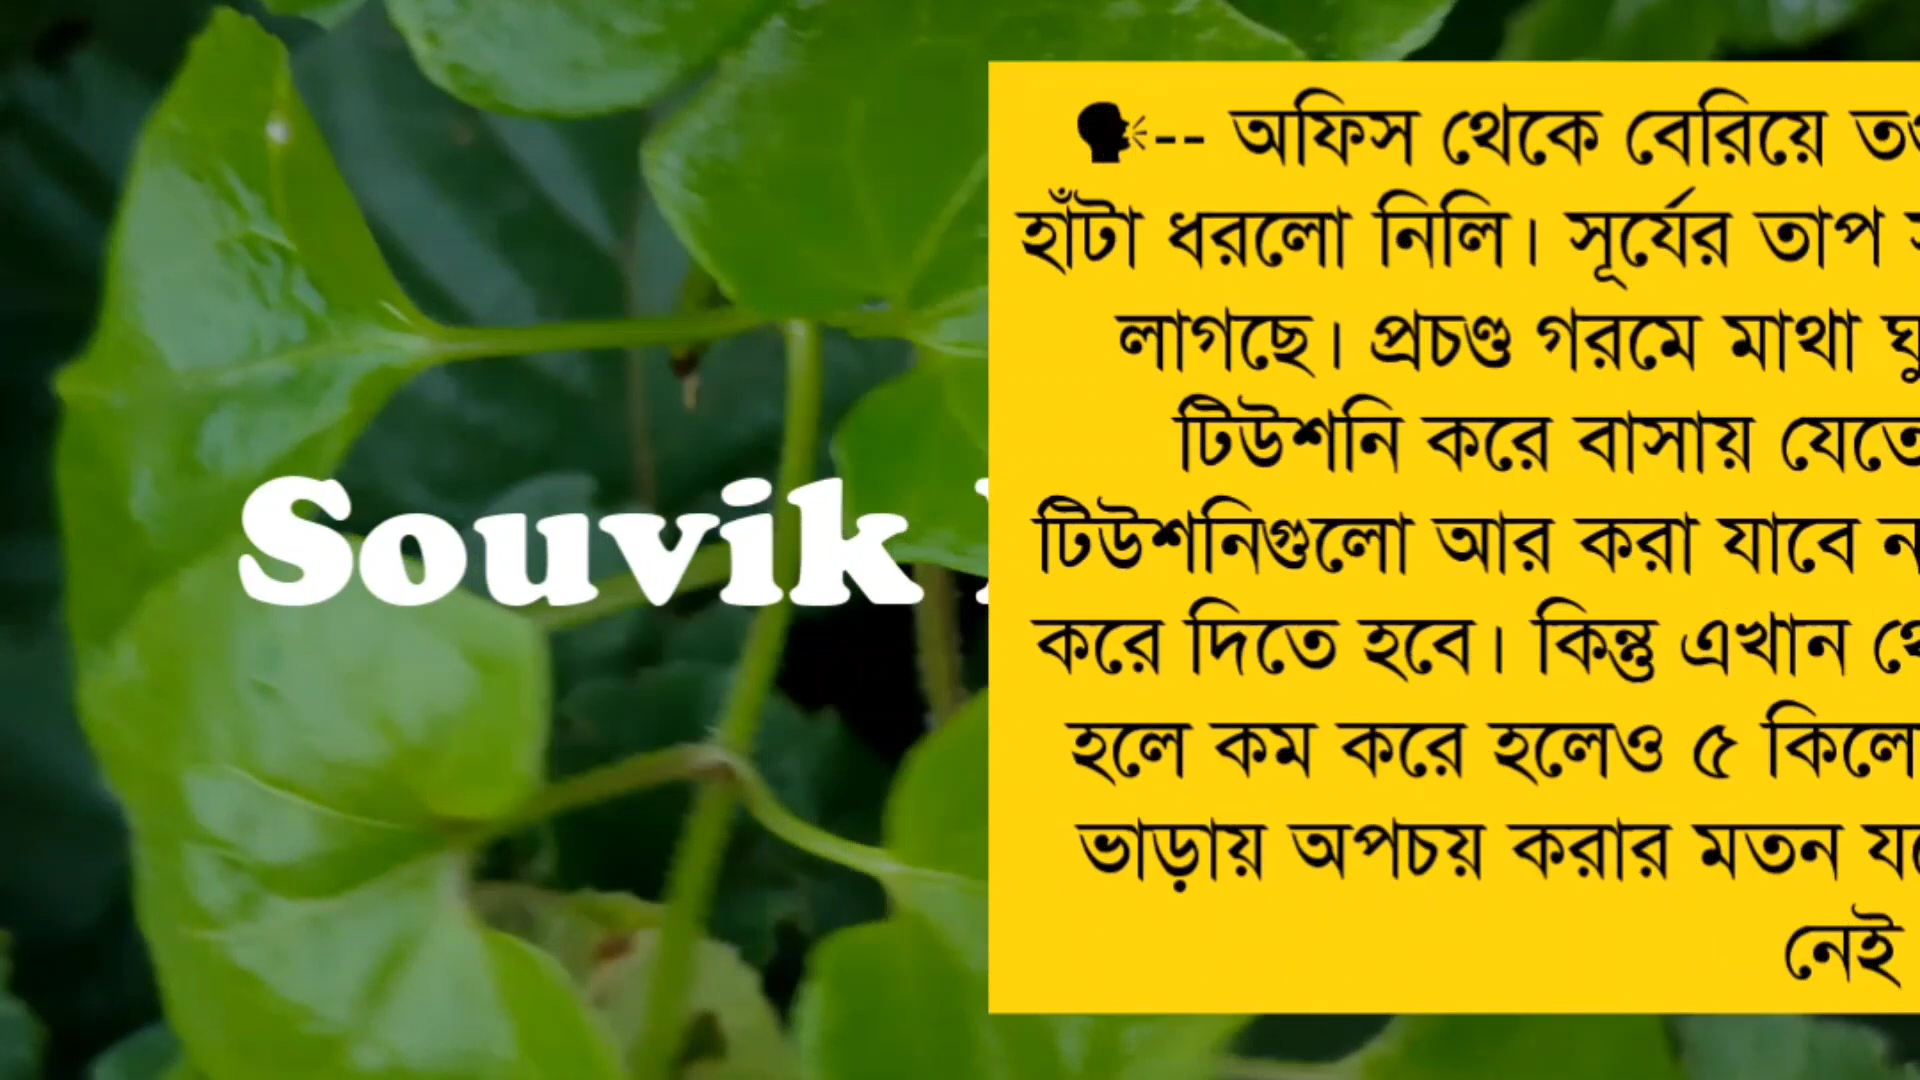 Souvik
🗣-- অফিস থেকে বেরিয়ে
হাঁটা ধরলো নিলি। সূর্যের তাপ
লাগছে। প্রচণ্ড গরমে মাথা
টিউশনি করে বাসায় যেতে
টিউশনিগুলো আর করা যাবে
করে দিতে হবে। কিন্তু এখান
হলে কম করে হলেও ৫
ভাড়ায় অপচয় করার মতন
নেই